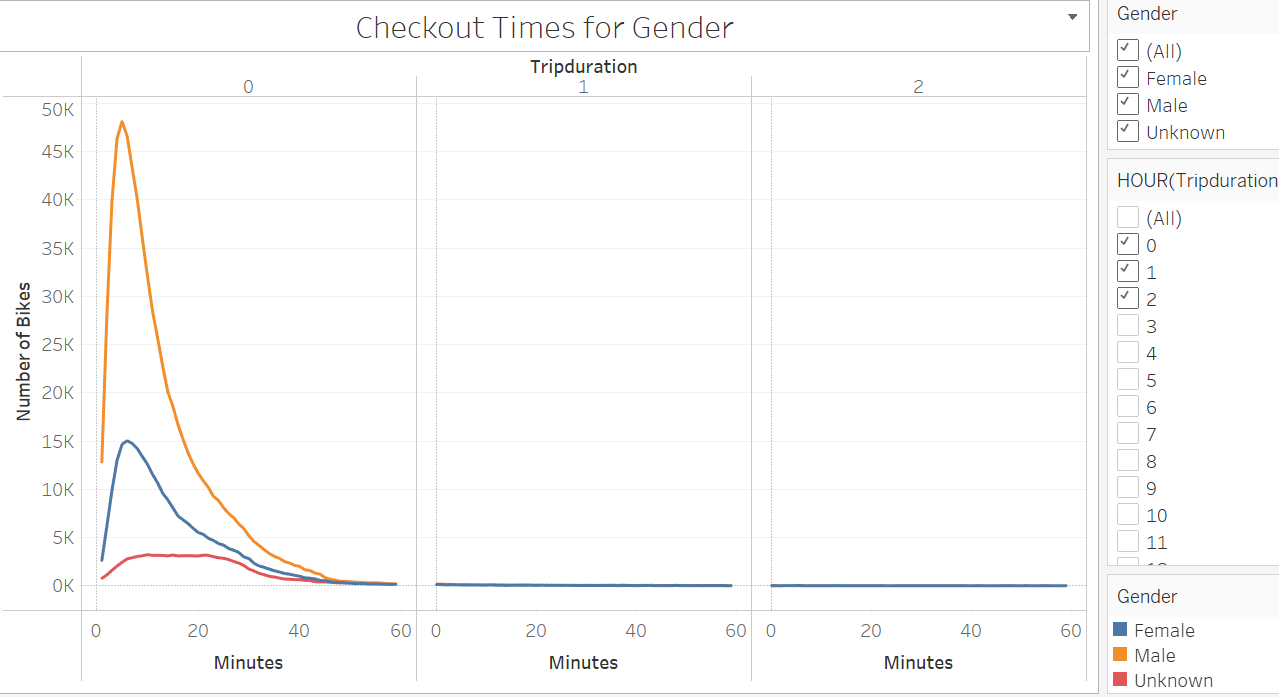 Checkout Times for Gender
Tripduration
0 1 2
50K
45K
40K
35K
30K
25K
20K
15K
10K
5K
0K
Number of Bikes
0 20 40 60 0 20 40 60 0 20 40 60
Minutes Minutes Minutes
Gender
(All)
Female
Male
Unknown
HOUR(Tripduration
(All)
0
1
2
3
4
5
6
7
8
9
10
11
Gender
Female
Male
Unknown